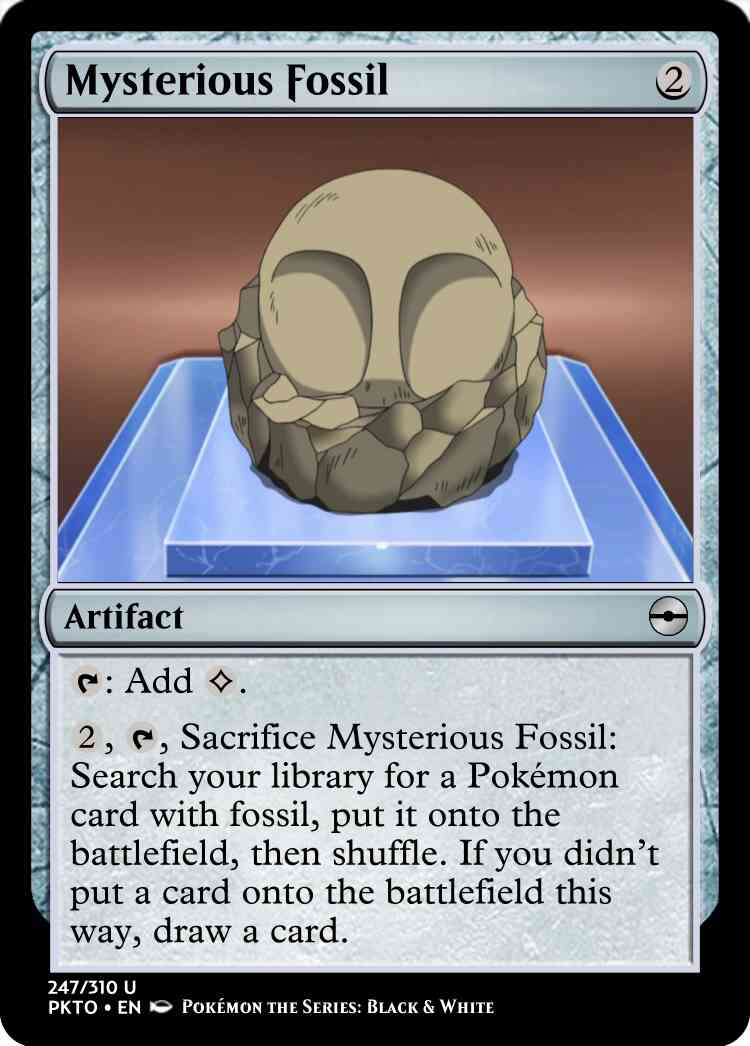 Mysterious Fossil 2
Artifact
: Add .
2, , Sacrifice Mysterious Fossil:
Search your library for a Pokémon
card with fossil, put it onto the
battlefield, then shuffle. If you didn’t
put a card onto the battlefield this
way, draw a card.
247/310 U
PKTO • EN Pokémon the Series: Black & White